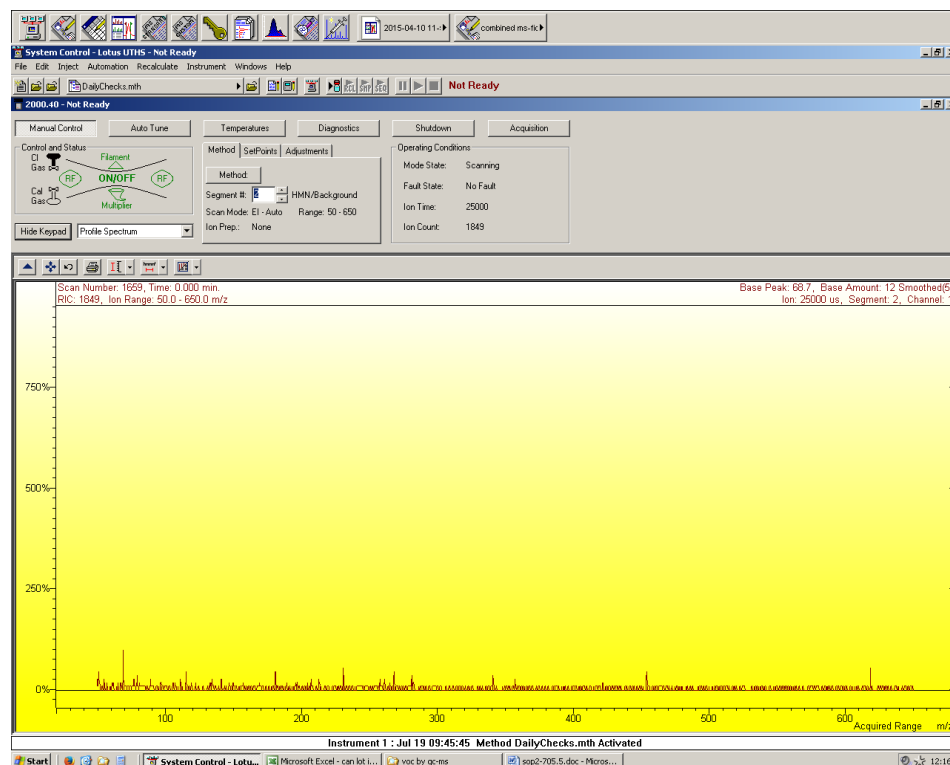 2015-04-10 11-
combined ms-fk
System Control - Lotus UTHS - Not Ready
File Edit Inject Automation Recalculate Instrument Windows Help
DailyChecks.mth
RCL SMP SEQ
Not Ready
2000.40 - Not Ready
Manual Control Auto Tune Temperatures Diagnostics Shutdown Acquisition
Control and Status
CI Gas
Filament
RF ON/OFF RF
Cal Gas
Multiplier
Hide Keypad Profile Spectrum
Method SetPoints Adjustments
Method:
Segment #: 2 HMN/Background
Scan Mode: EI - Auto Range: 50 - 650
Ion Prep.: None
Operating Conditions
Mode State: Scanning
Fault State: No Fault
Ion Time: 25000
Ion Count: 1849
Scan Number: 1659, Time: 0.000 min.
RIC: 1849, Ion Range: 50.0 - 650.0 m/z
Base Peak: 68.7, Base Amount: 12 Smoothed(5
Ion: 25000 us, Segment: 2, Channel:
750%
500%
250%
0%
100 200 300 400 500 600
Acquired Range m/
Instrument 1 : Jul 19 09:45:45 Method DailyChecks.mth Activated
Start
System Control - Lotu...
Microsoft Excel - can lot i...
voc by gc-ms
sop2-705.5.doc - Micros...